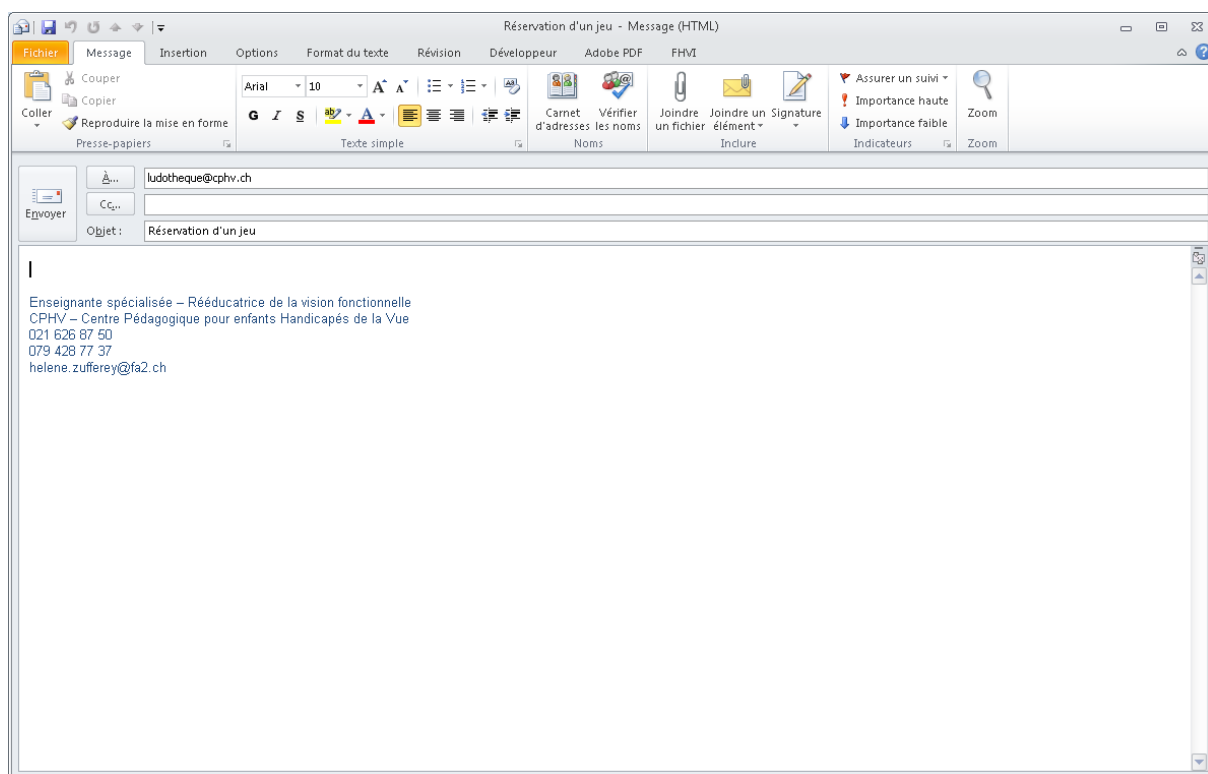 Réservation d'un jeu - Message (HTML)
Fichier Message Insertion Options Format du texte Révision Développeur Adobe PDF FHVI
Coller
Couper
Copier
Reproduire la mise en forme
Presse-papiers
Arial 10
G I S
Texte simple
Carnet d'adresses
Vérifier les noms
Noms
Joindre un fichier
Joindre un élément
Signature
Inclure
Assurer un suivi
Importance haute
Importance faible
Indicateurs
Zoom
Zoom
Envoyer
À... ludotheque@cphv.ch
Cc...
Objet : Réservation d'un jeu
Enseignante spécialisée – Rééducatrice de la vision fonctionnelle
CPHV – Centre Pédagogique pour enfants Handicapés de la Vue
021 626 87 50
079 428 77 37
helene.zufferey@fa2.ch